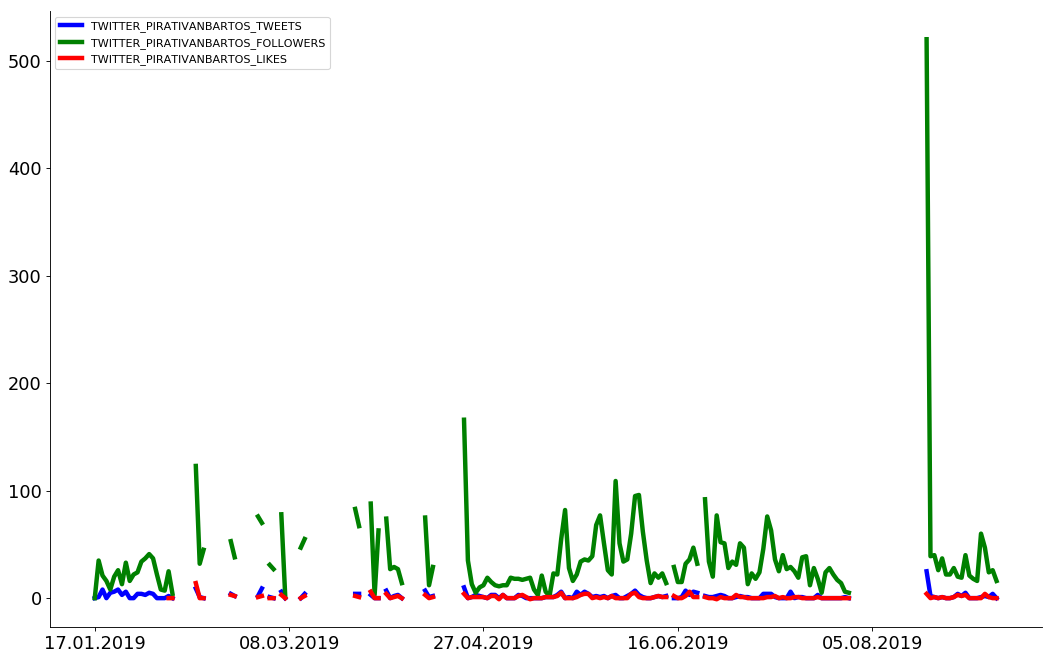 TWITTER_PIRATIVANBARTOS_TWEETS
TWITTER_PIRATIVANBARTOS_FOLLOWERS
TWITTER_PIRATIVANBARTOS_LIKES
500
400
300
200
100
0
17.01.2019 08.03.2019 27.04.2019 16.06.2019 05.08.2019